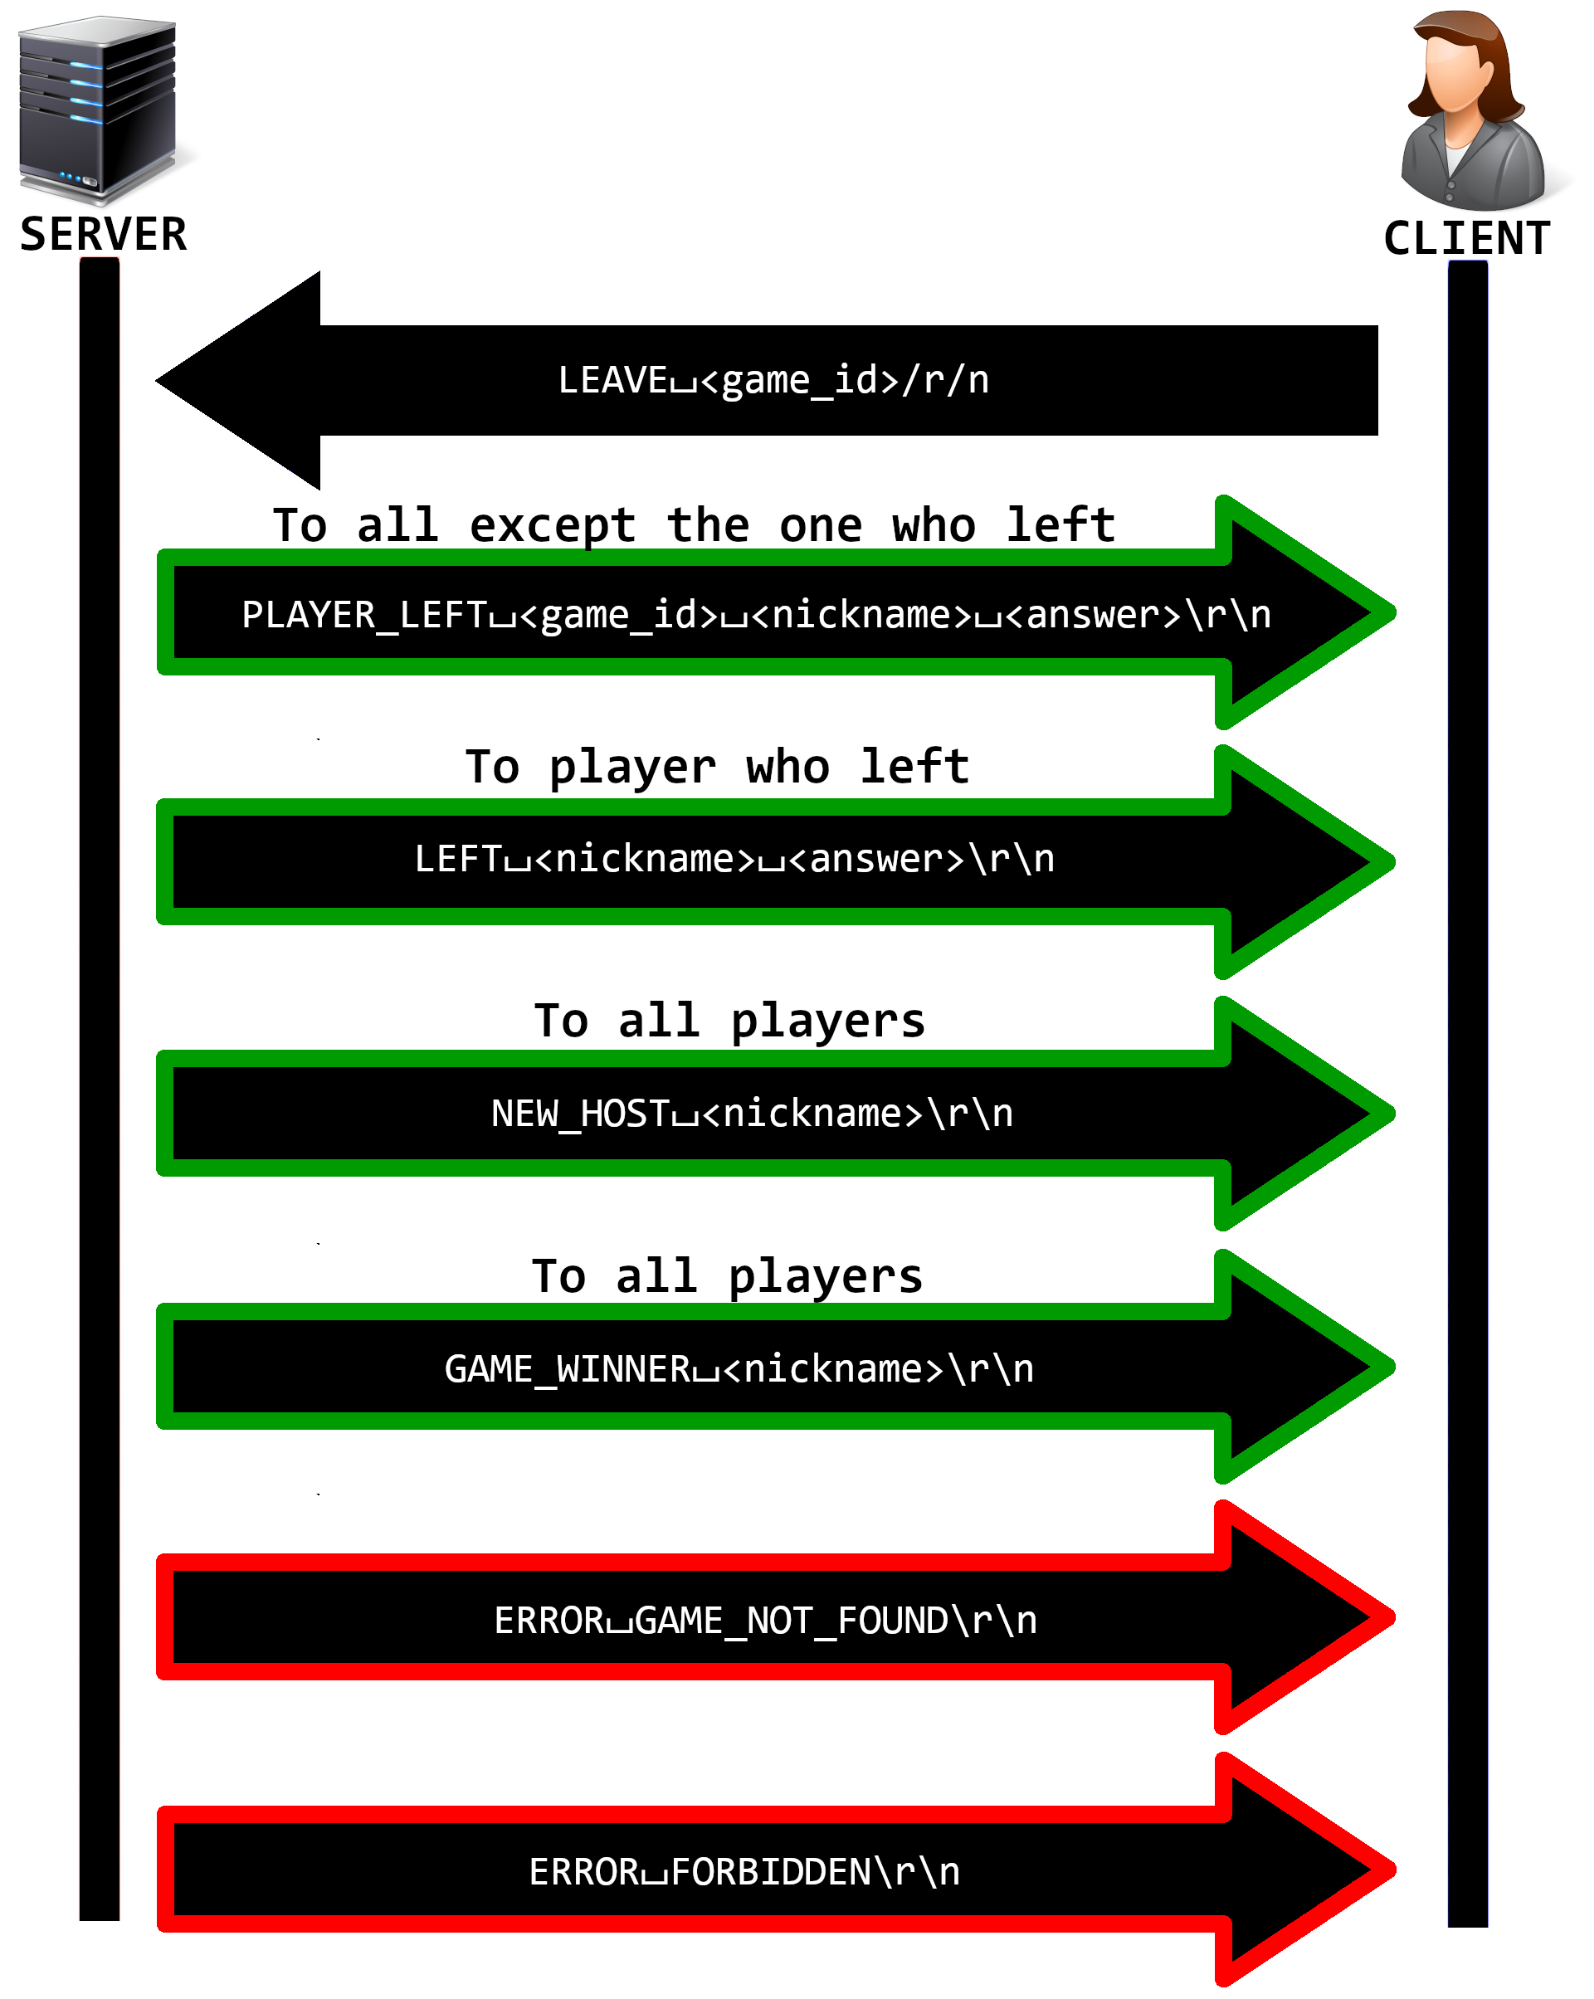 SERVER
CLIENT
LEAVE␣<game_id>/r/n
To all except the one who left
PLAYER_LEFT␣<game_id>␣<nickname>␣<answer>\r\n
To player who left
LEFT␣<nickname>␣<answer>\r\n
To all players
NEW_HOST␣<nickname>\r\n
To all players
GAME_WINNER␣<nickname>\r\n
ERROR␣GAME_NOT_FOUND\r\n
ERROR␣FORBIDDEN\r\n